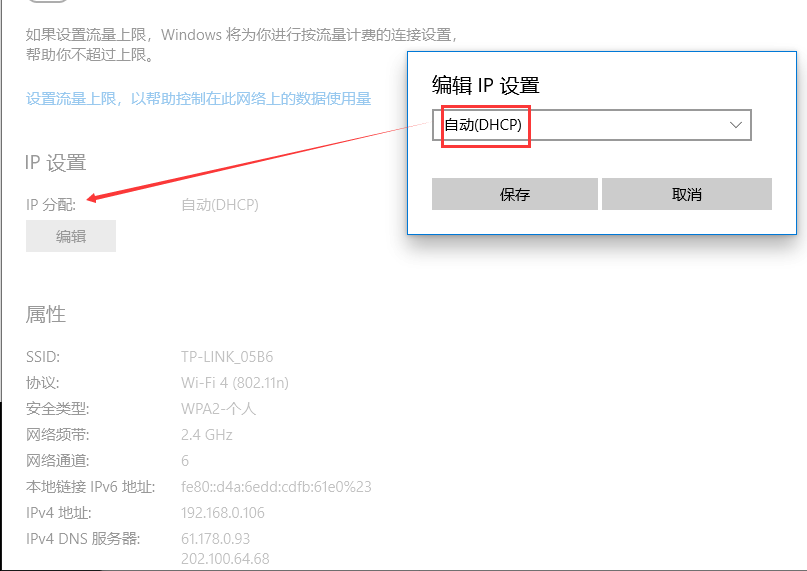 如果设置流量上限，Windows 将为你进行按流量计费的连接设置，
帮助你不超过上限。
设置流量上限，以帮助控制在此网络上的数据使用量
编辑 IP 设置
自动(DHCP)
保存 取消
IP 设置
IP 分配: 自动(DHCP)
编辑
属性
SSID: TP-LINK_05B6
协议: Wi-Fi 4 (802.11n)
安全类型: WPA2-个人
网络频带: 2.4 GHz
网络通道: 6
本地链接 IPv6 地址: fe80::d4a:6edd:cdfb:61e0%23
IPv4 地址: 192.168.0.106
IPv4 DNS 服务器: 61.178.0.93
202.100.64.68